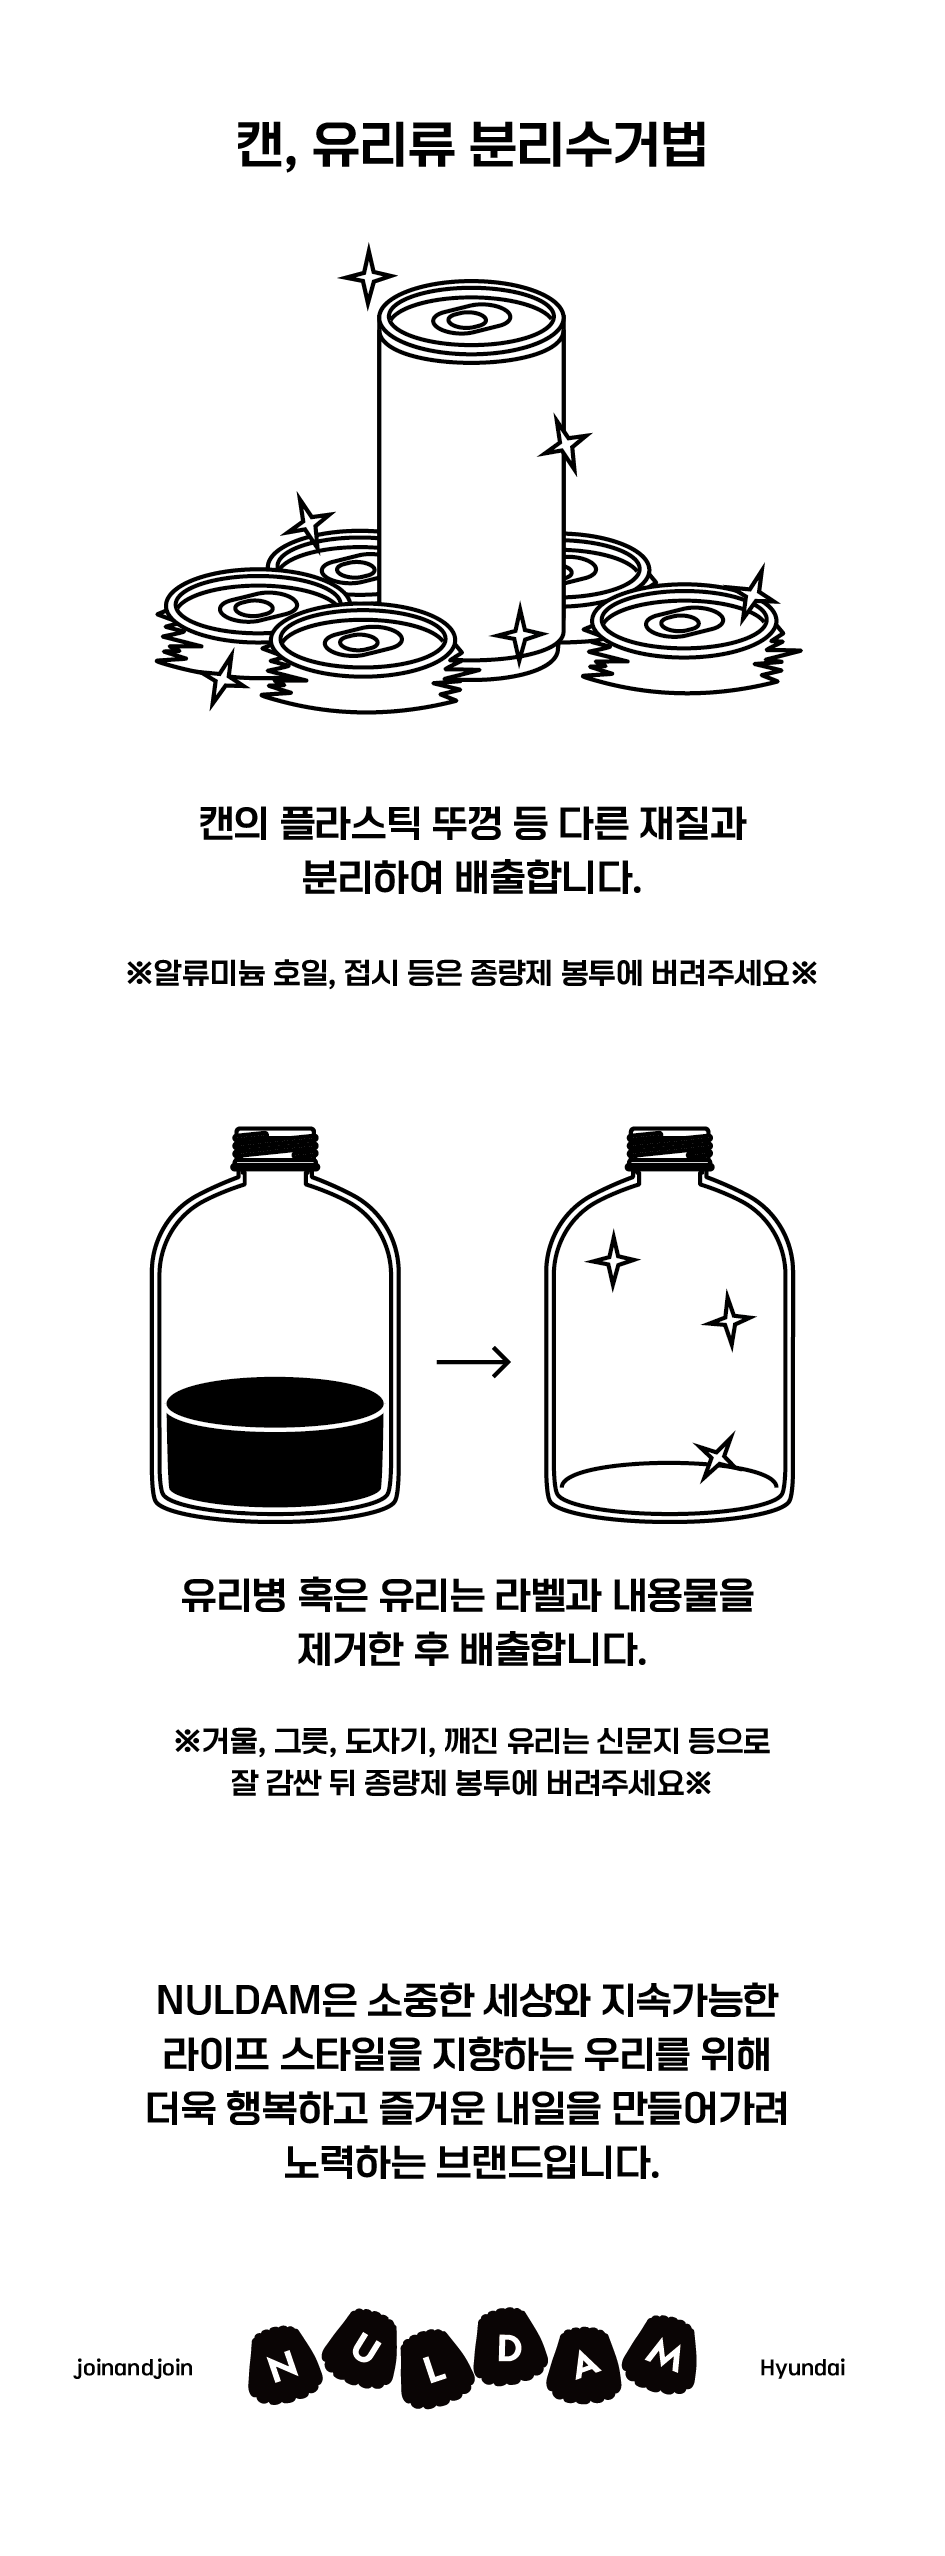 캔, 유리류 분리수거법
캔의 플라스틱 뚜껑 등 다른 재질과
분리하여 배출합니다.
※알류미늄 호일, 접시 등은 종량제 봉투에 버려주세요※
유리병 혹은 유리는 라벨과 내용물을
제거한 후 배출합니다.
※거울, 그릇, 도자기, 깨진 유리는 신문지 등으로
잘 감싼 뒤 종량제 봉투에 버려주세요※
NULDAM은 소중한 세상와 지속가능한
라이프 스타일을 지향하는 우리를 위해
더욱 행복하고 즐거운 내일을 만들어가려
노력하는 브랜드입니다.
joinandjoin NULDAM Hyundai